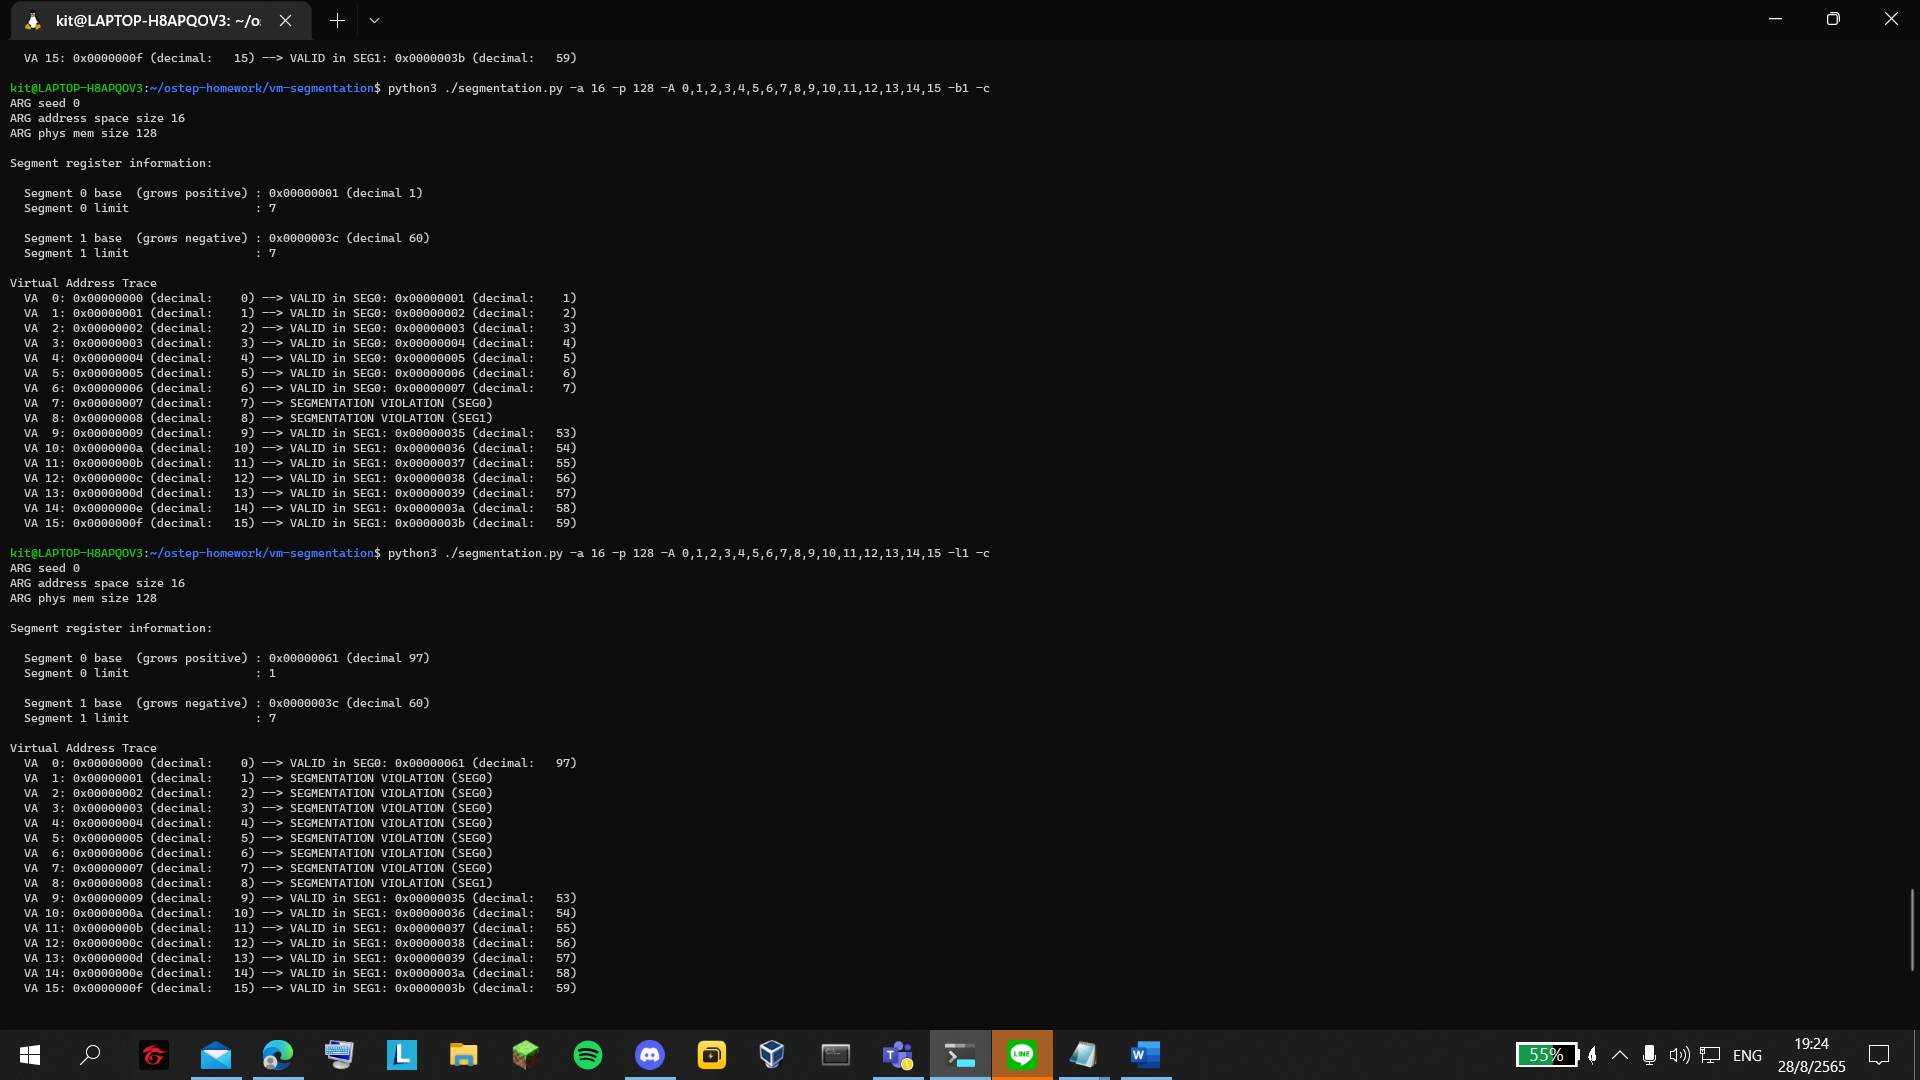 kit@LAPTOP-H8APQOV3: ~/o
VA 15: 0x0000000f (decimal:   15) --> VALID in SEG1: 0x0000003b (decimal:   59)
kit@LAPTOP-H8APQOV3:~/ostep-homework/vm-segmentation$ python3 ./segmentation.py -a 16 -p 128 -A 0,1,2,3,4,5,6,7,8,9,10,11,12,13,14,15 -b1 -c
ARG seed 0
ARG address space size 16
ARG phys mem size 128
Segment register information:
Segment 0 base  (grows positive) : 0x00000001 (decimal 1)
Segment 0 limit                  : 7
Segment 1 base  (grows negative) : 0x0000003c (decimal 60)
Segment 1 limit                  : 7
Virtual Address Trace
VA  0: 0x00000000 (decimal:    0) --> VALID in SEG0: 0x00000001 (decimal:    1)
VA  1: 0x00000001 (decimal:    1) --> VALID in SEG0: 0x00000002 (decimal:    2)
VA  2: 0x00000002 (decimal:    2) --> VALID in SEG0: 0x00000003 (decimal:    3)
VA  3: 0x00000003 (decimal:    3) --> VALID in SEG0: 0x00000004 (decimal:    4)
VA  4: 0x00000004 (decimal:    4) --> VALID in SEG0: 0x00000005 (decimal:    5)
VA  5: 0x00000005 (decimal:    5) --> VALID in SEG0: 0x00000006 (decimal:    6)
VA  6: 0x00000006 (decimal:    6) --> VALID in SEG0: 0x00000007 (decimal:    7)
VA  7: 0x00000007 (decimal:    7) --> SEGMENTATION VIOLATION (SEG0)
VA  8: 0x00000008 (decimal:    8) --> SEGMENTATION VIOLATION (SEG1)
VA  9: 0x00000009 (decimal:    9) --> VALID in SEG1: 0x00000035 (decimal:   53)
VA 10: 0x0000000a (decimal:   10) --> VALID in SEG1: 0x00000036 (decimal:   54)
VA 11: 0x0000000b (decimal:   11) --> VALID in SEG1: 0x00000037 (decimal:   55)
VA 12: 0x0000000c (decimal:   12) --> VALID in SEG1: 0x00000038 (decimal:   56)
VA 13: 0x0000000d (decimal:   13) --> VALID in SEG1: 0x00000039 (decimal:   57)
VA 14: 0x0000000e (decimal:   14) --> VALID in SEG1: 0x0000003a (decimal:   58)
VA 15: 0x0000000f (decimal:   15) --> VALID in SEG1: 0x0000003b (decimal:   59)
kit@LAPTOP-H8APQOV3:~/ostep-homework/vm-segmentation$ python3 ./segmentation.py -a 16 -p 128 -A 0,1,2,3,4,5,6,7,8,9,10,11,12,13,14,15 -l1 -c
ARG seed 0
ARG address space size 16
ARG phys mem size 128
Segment register information:
Segment 0 base  (grows positive) : 0x00000061 (decimal 97)
Segment 0 limit                  : 1
Segment 1 base  (grows negative) : 0x0000003c (decimal 60)
Segment 1 limit                  : 7
Virtual Address Trace
VA  0: 0x00000000 (decimal:    0) --> VALID in SEG0: 0x00000061 (decimal:   97)
VA  1: 0x00000001 (decimal:    1) --> SEGMENTATION VIOLATION (SEG0)
VA  2: 0x00000002 (decimal:    2) --> SEGMENTATION VIOLATION (SEG0)
VA  3: 0x00000003 (decimal:    3) --> SEGMENTATION VIOLATION (SEG0)
VA  4: 0x00000004 (decimal:    4) --> SEGMENTATION VIOLATION (SEG0)
VA  5: 0x00000005 (decimal:    5) --> SEGMENTATION VIOLATION (SEG0)
VA  6: 0x00000006 (decimal:    6) --> SEGMENTATION VIOLATION (SEG0)
VA  7: 0x00000007 (decimal:    7) --> SEGMENTATION VIOLATION (SEG0)
VA  8: 0x00000008 (decimal:    8) --> SEGMENTATION VIOLATION (SEG1)
VA  9: 0x00000009 (decimal:    9) --> VALID in SEG1: 0x00000035 (decimal:   53)
VA 10: 0x0000000a (decimal:   10) --> VALID in SEG1: 0x00000036 (decimal:   54)
VA 11: 0x0000000b (decimal:   11) --> VALID in SEG1: 0x00000037 (decimal:   55)
VA 12: 0x0000000c (decimal:   12) --> VALID in SEG1: 0x00000038 (decimal:   56)
VA 13: 0x0000000d (decimal:   13) --> VALID in SEG1: 0x00000039 (decimal:   57)
VA 14: 0x0000000e (decimal:   14) --> VALID in SEG1: 0x0000003a (decimal:   58)
VA 15: 0x0000000f (decimal:   15) --> VALID in SEG1: 0x0000003b (decimal:   59)
55% ENG
19:24
28/8/2565